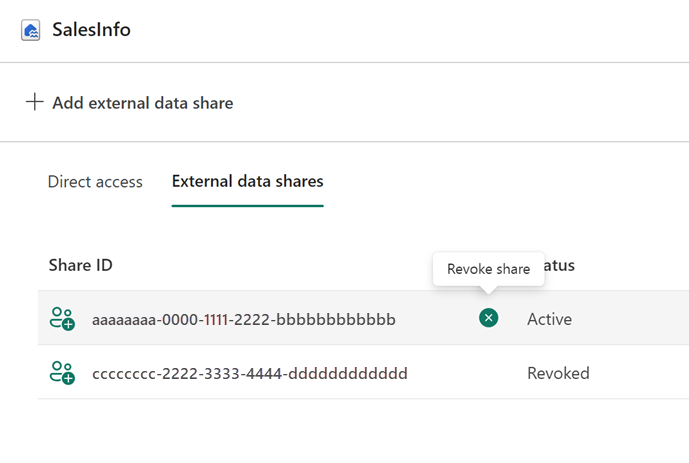 SalesInfo
Add external data share
Direct access External data shares
Revoke share
Share ID atus
aaaaaaaa-0000-1111-2222-bbbbbbbbbbbb Active
cccccccc-2222-3333-4444-dddddddddddd Revoked